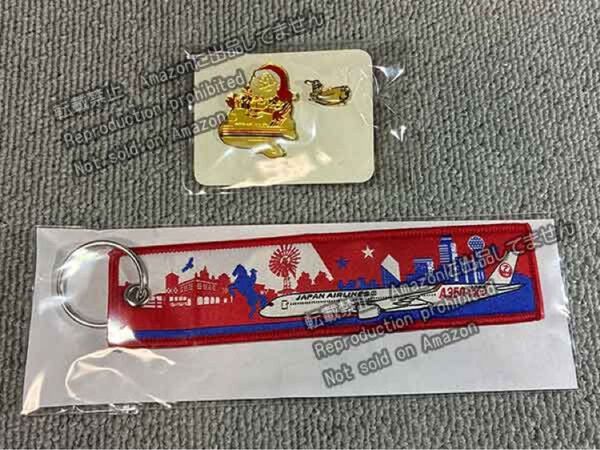 転載禁止 Amazonに出品してません
Reproduction prohibited
Not sold on Amazon
JAPAN AIRLINES
A350-
転載禁止 Amazonに出品してません
Reproduction prohibited
Not sold on Amazon